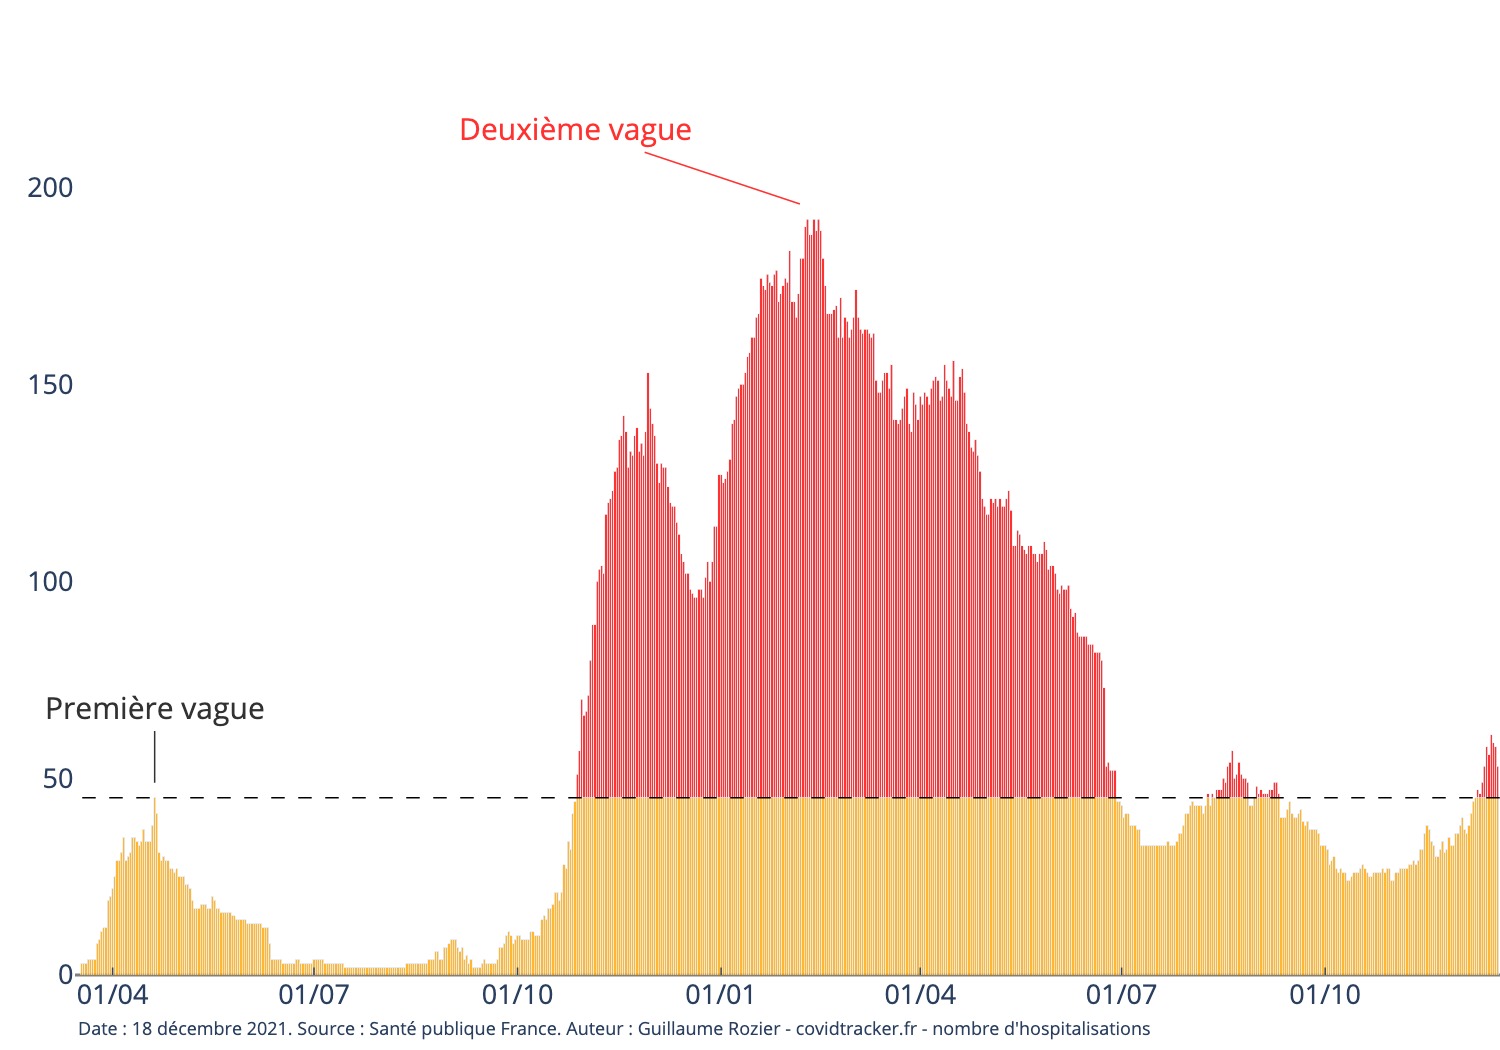 Deuxième vague
200
150
100
Première vague
50
0
01/04 01/07 01/10 01/01 01/04 01/07 01/10
Date : 18 décembre 2021. Source : Santé publique France. Auteur : Guillaume Rozier - covidtracker.fr - nombre d'hospitalisations